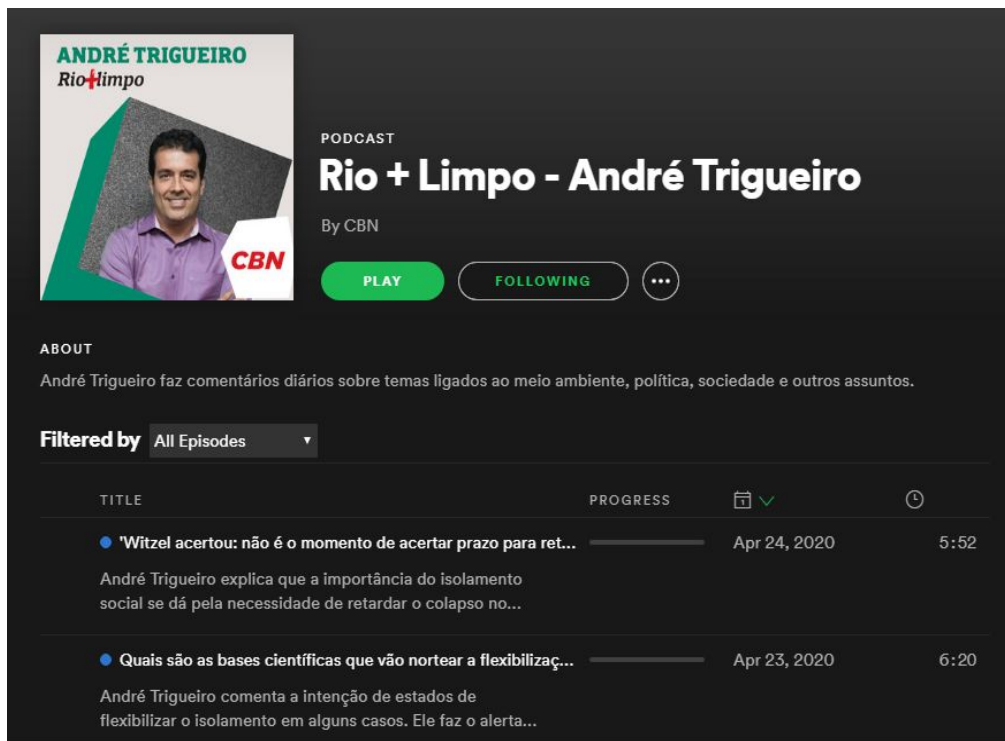 ANDRÉ TRIGUEIRO
Rio+limpo
CBN
PODCAST
Rio + Limpo - André Trigueiro
By CBN
PLAY
FOLLOWING
ABOUT
André Trigueiro faz comentários diários sobre temas ligados ao meio ambiente, política, sociedade e outros assuntos.
Filtered by All Episodes
TITLE PROGRESS
'Witzel acertou: não é o momento de acertar prazo para ret... Apr 24, 2020 5:52
André Trigueiro explica que a importância do isolamento
social se dá pela necessidade de retardar o colapso no...
Quais são as bases científicas que vão nortear a flexibilizaç... Apr 23, 2020 6:20
André Trigueiro comenta a intenção de estados de
flexibilizar o isolamento em alguns casos. Ele faz o alerta...